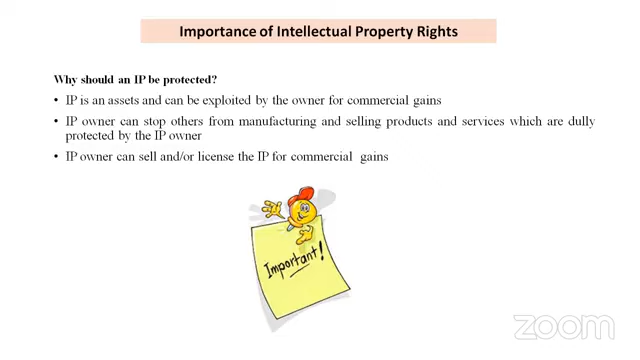 Importance of Intellectual Property Rights
Why should an IP be protected?
• IP is an assets and can be exploited by the owner for commercial gains
• IP owner can stop others from manufacturing and selling products and services which are dully
protected by the IP owner
• IP owner can sell and/or license the IP for commercial gains
Important!
zoom